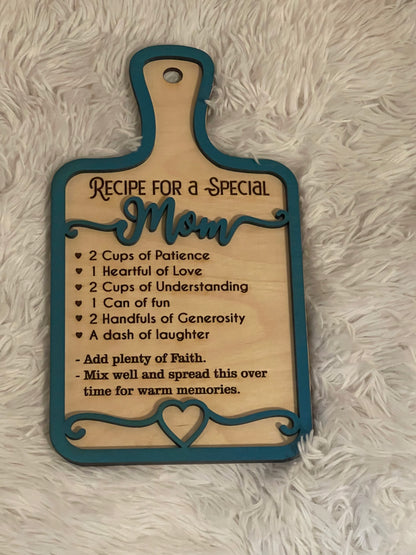 Recipe for a Special
Mom
♥ 2 Cups of Patience
♥ 1 Heartful of Love
♥ 2 Cups of Understanding
♥ 1 Can of fun
♥ 2 Handfuls of Generosity
♥ A dash of laughter
- Add plenty of Faith.
- Mix well and spread this over
time for warm memories.